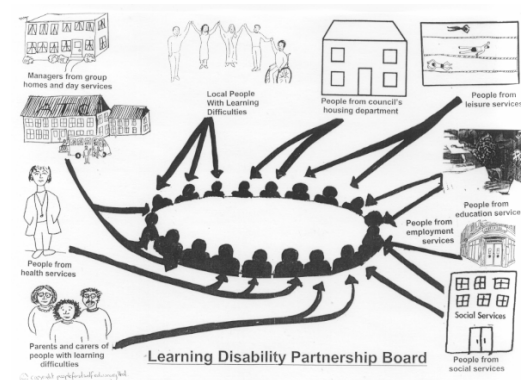 Managers from group
homes and day services
Local People
With Learning
Difficulties
People from council's
housing department
People from
leisure services
ATC
People from
education service
People from
employment
services
People from
health services
Social Services
Parents and carers of
people with learning
difficulties
Learning Disability Partnership Board
People from
social services